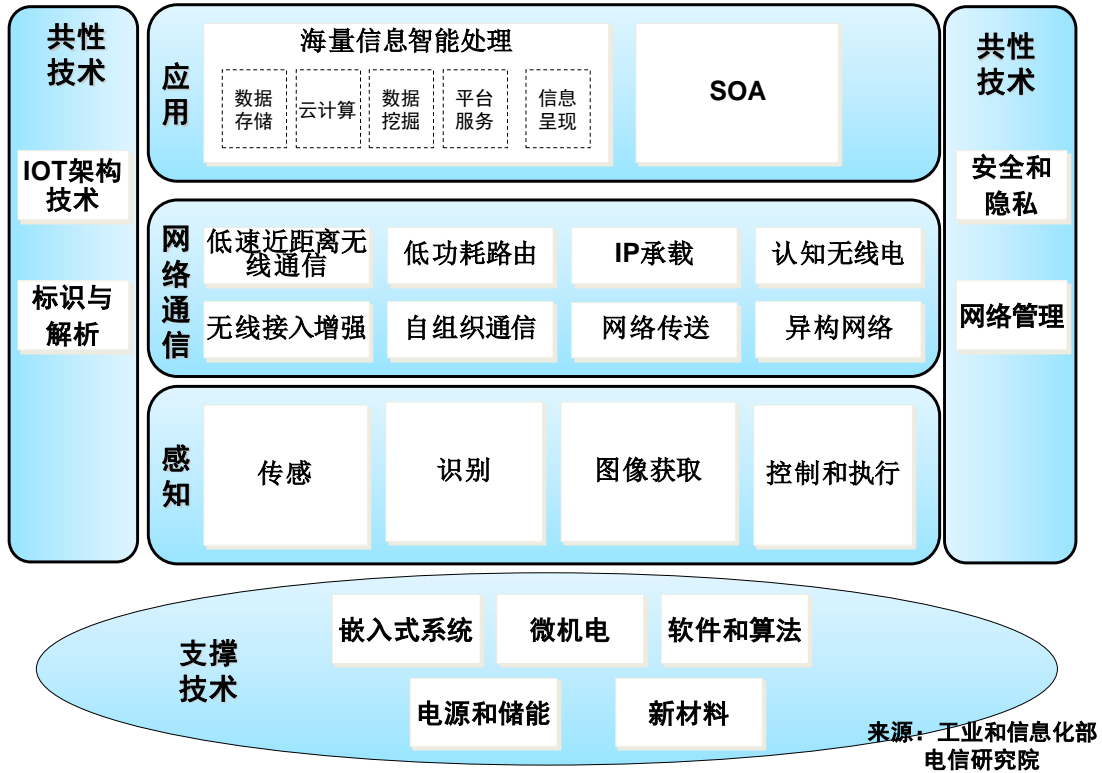 共性
技术
IOT架构
技术
标识与
解析
应
用
海量信息智能处理
数据
存储
云计算
数据
挖掘
平台
服务
信息
呈现
SOA
网
络
通
信
低速近距离无
线通信
低功耗路由
IP承载
认知无线电
无线接入增强
自组织通信
网络传送
异构网络
感
知
传感
识别
图像获取
控制和执行
共性
技术
安全和
隐私
网络管理
支撑
技术
嵌入式系统
微机电
软件和算法
电源和储能
新材料
来源：工业和信息化部
电信研究院